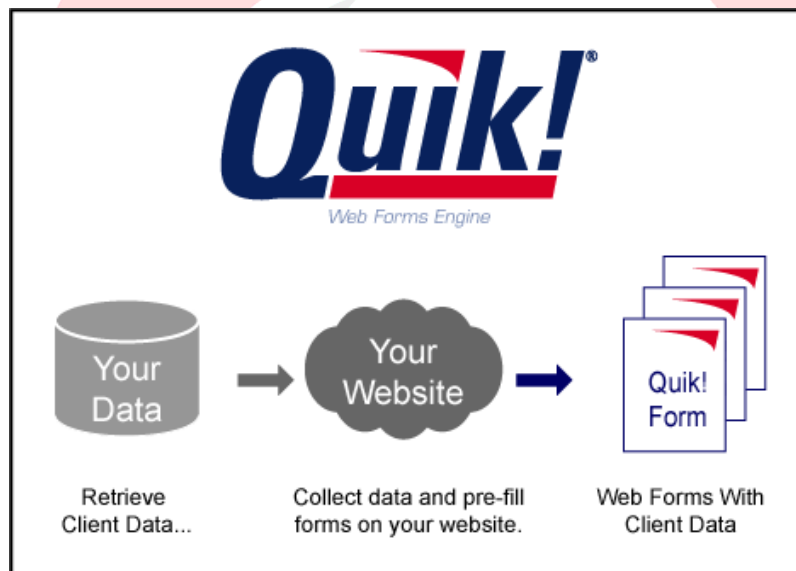 Quik!®
Web Forms Engine
Your
Data
Your
Website
Quik!
Form
Retrieve
Client Data...
Collect data and pre-fill
forms on your website.
Web Forms With
Client Data